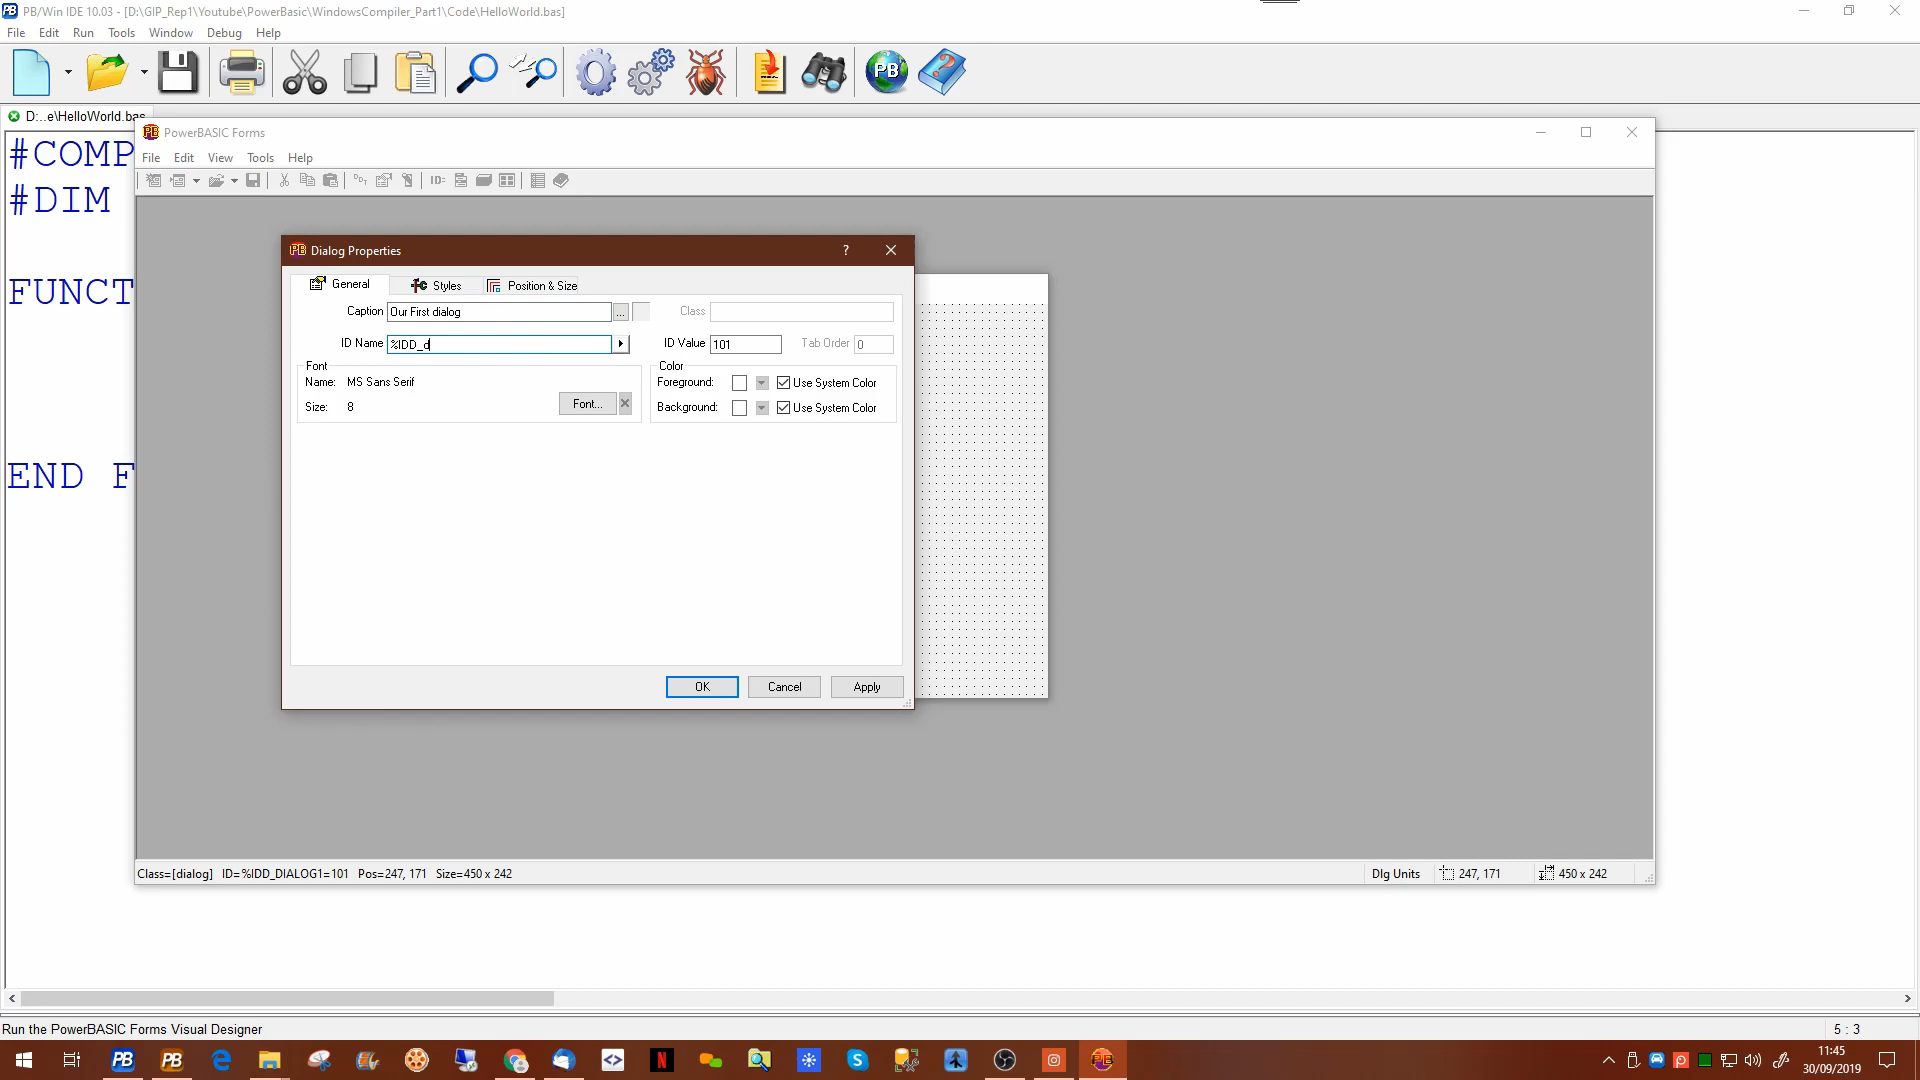 PB/Win IDE 10.03 - [D:\GIP_Rep1\Youtube\PowerBasic\WindowsCompiler_Part1\Code\HelloWorld.bas]
File Edit Run Tools Window Debug Help
PB
D:...e\HelloWorld.bas
#COMP
#DIM
FUNCT
END F
PowerBASIC Forms
File Edit View Tools Help
ID=
Dialog Properties
General Styles Position & Size
Caption Our First dialog ... Class
ID Name %IDD_d ID Value 101 Tab Order 0
Font
Name: MS Sans Serif
Size: 8
Font...
Color
Foreground: Use System Color
Background: Use System Color
OK Cancel Apply
Class=[dialog] ID=%IDD_DIALOG1=101 Pos=247, 171 Size=450 x 242
Dlg Units 247, 171 450 x 242
Run the PowerBASIC Forms Visual Designer
5 : 3
11:45
30/09/2019